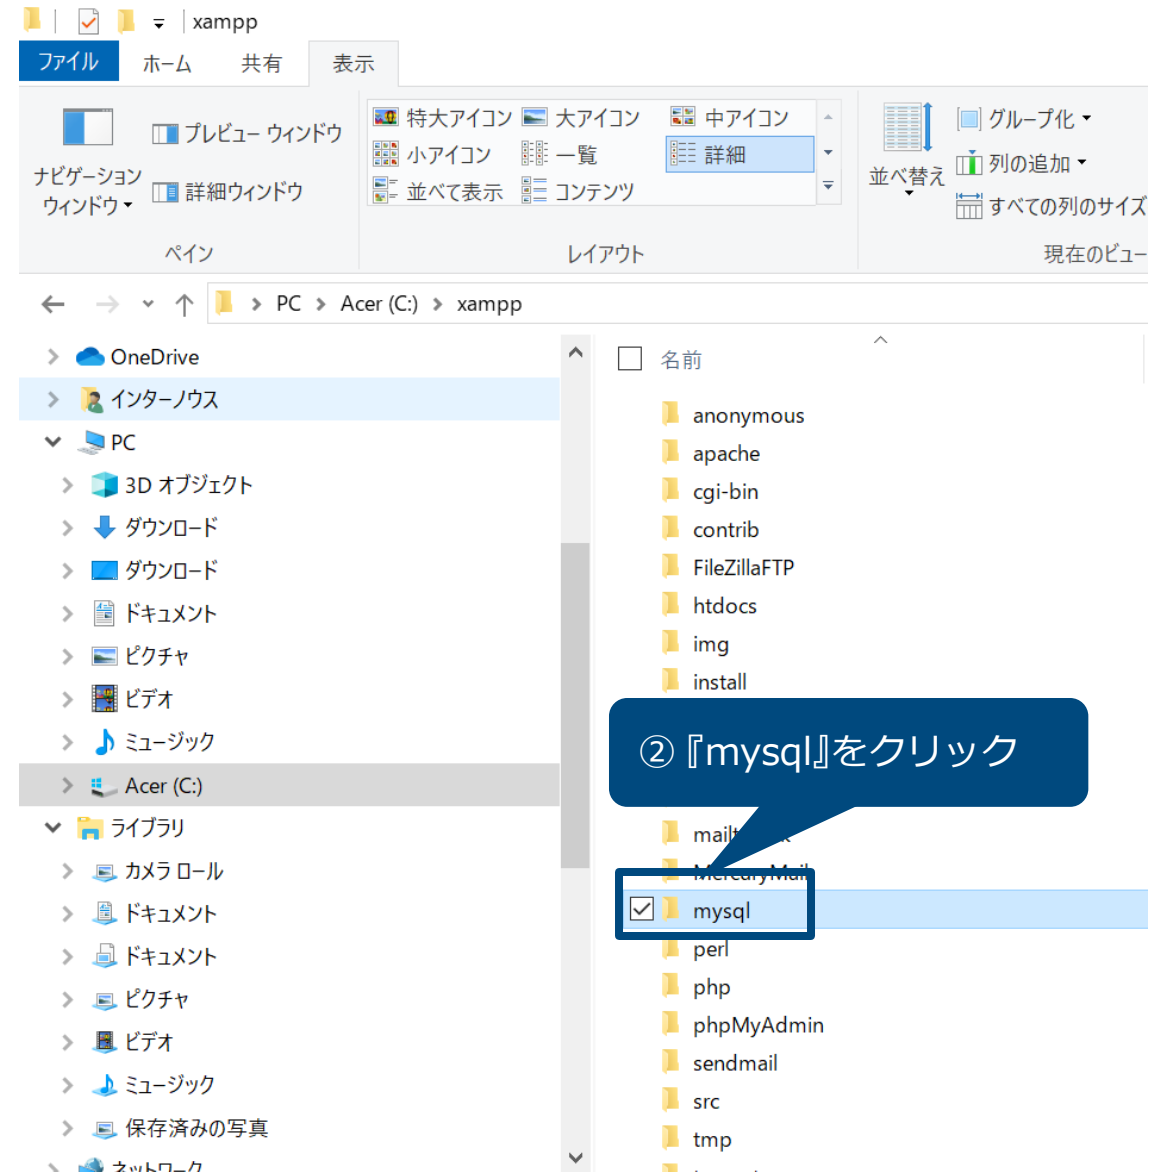 xampp
ファイル ホーム 共有 表示
プレビュー ウィンドウ
詳細ウィンドウ
ナビゲーション
ウィンドウ
ペイン
特大アイコン 大アイコン 中アイコン
小アイコン 一覧 詳細
並べて表示 コンテンツ
レイアウト
並べ替え
グループ化
列の追加
すべての列のサイズ
現在のビュー
PC Acer (C:) xampp
OneDrive
インターノウス
PC
3D オブジェクト
ダウンロード
ダウンロード
ドキュメント
ピクチャ
ビデオ
ミュージック
Acer (C:)
ライブラリ
カメラ ロール
ドキュメント
ドキュメント
ピクチャ
ビデオ
ミュージック
保存済みの写真
ネットワーク
名前
anonymous
apache
cgi-bin
contrib
FileZillaFTP
htdocs
img
install
②『mysql』をクリック
MercuryMail
mysql
perl
php
phpMyAdmin
sendmail
src
tmp